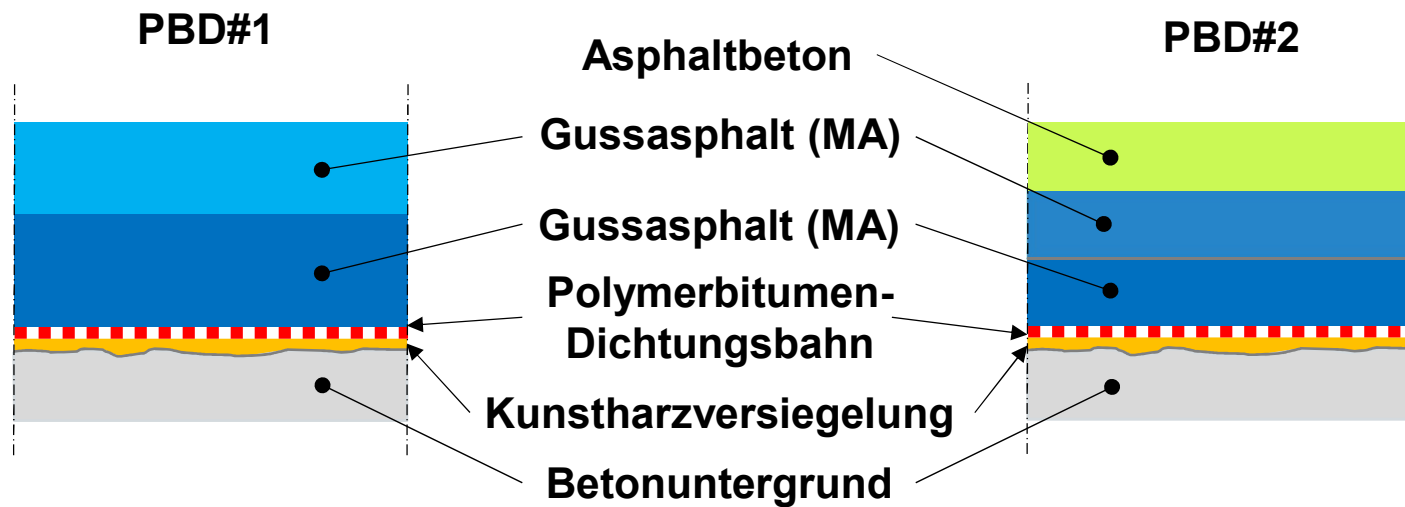 PBD#1
PBD#2
Asphaltbeton
Gussasphalt (MA)
Gussasphalt (MA)
Polymerbitumen-
Dichtungsbahn
Kunstharzversiegelung
Betonuntergrund